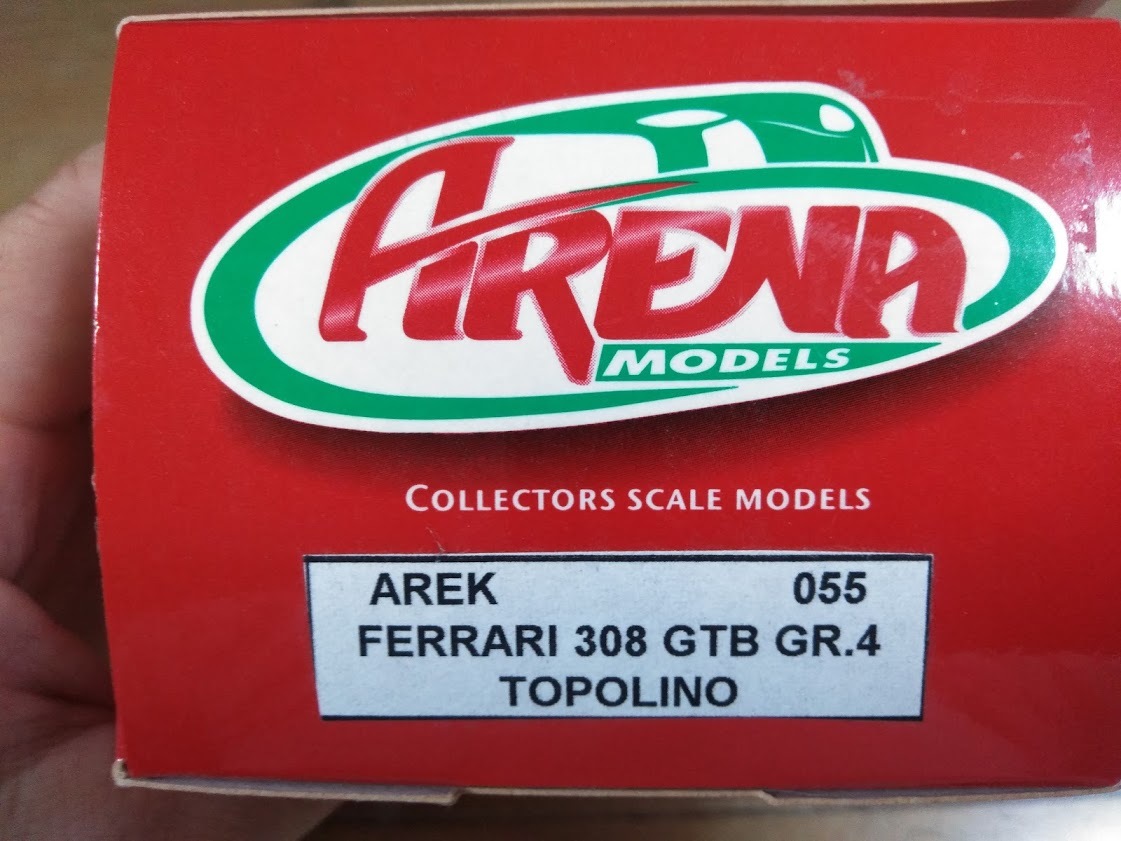 ARENA
MODELS
COLLECTORS SCALE MODELS
AREK 055
FERRARI 308 GTB GR.4
TOPOLINO